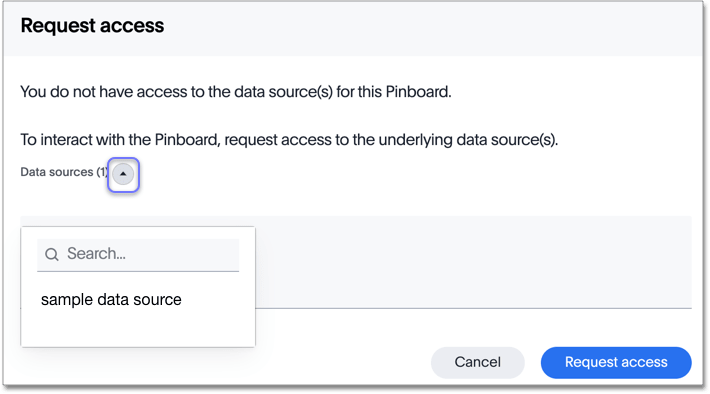 Request access
You do not have access to the data source(s) for this Pinboard.
To interact with the Pinboard, request access to the underlying data source(s).
Data sources (1)
Search...
sample data source
Cancel
Request access